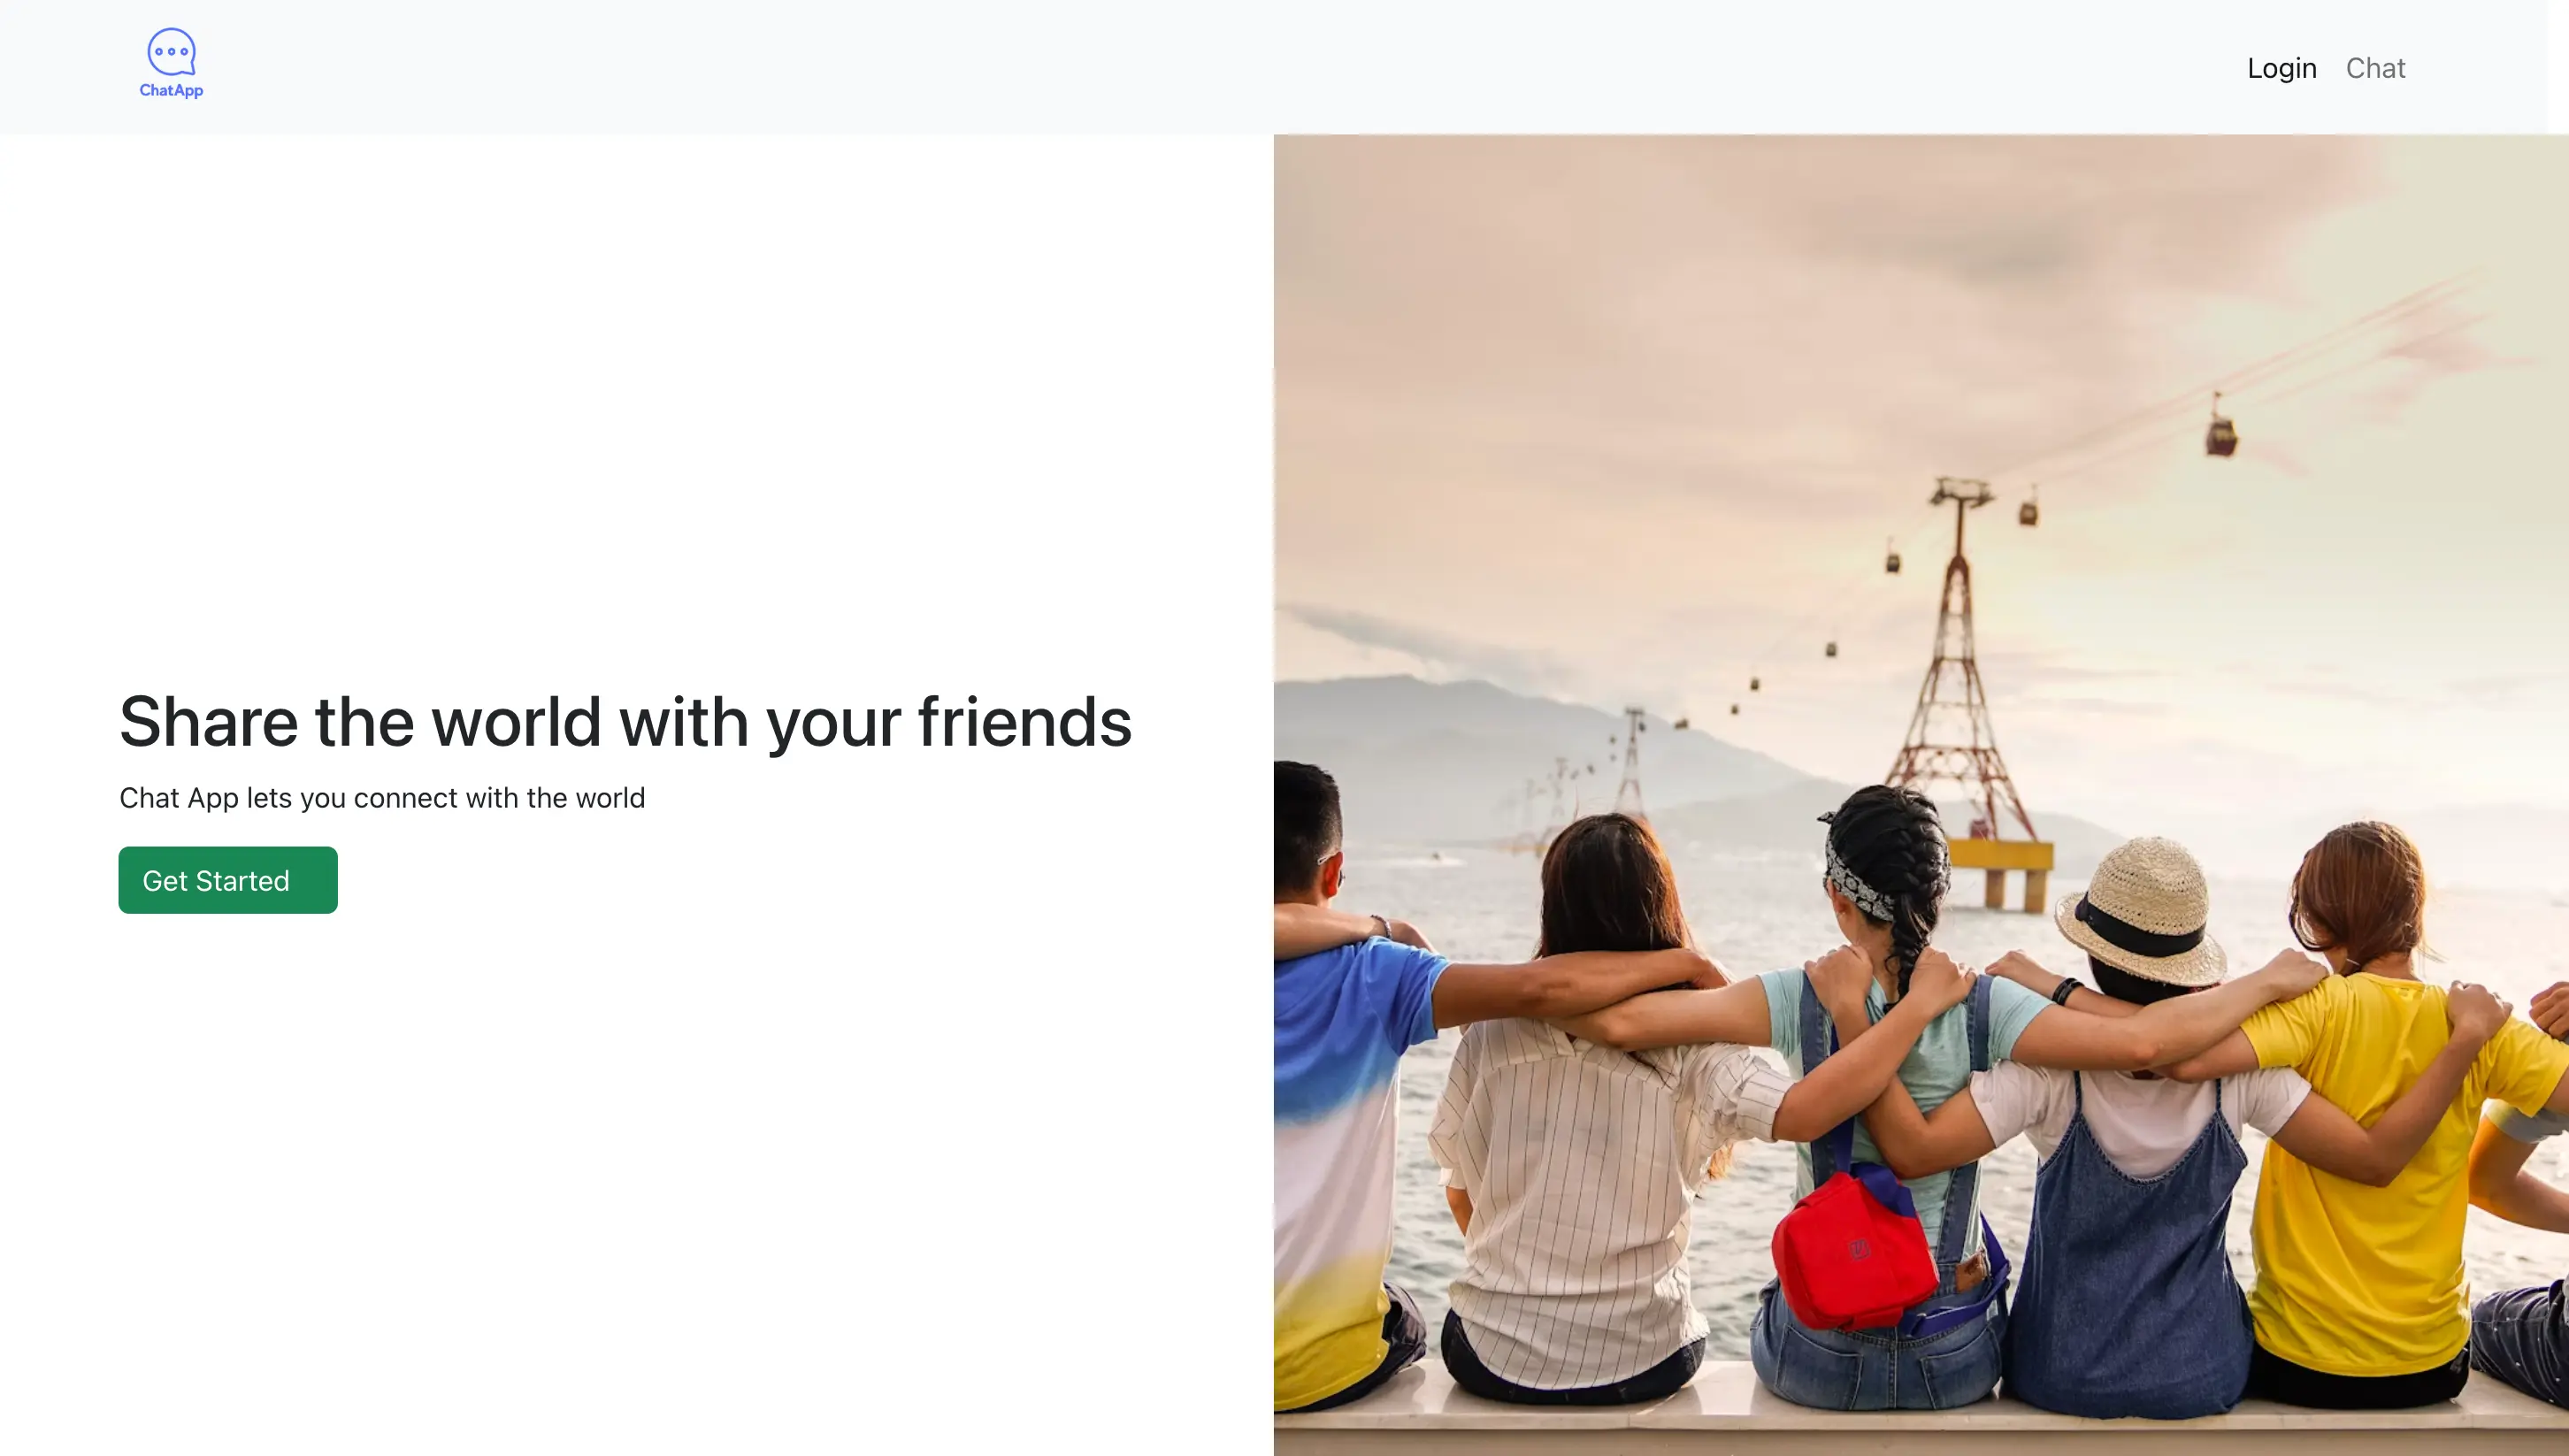 ChatApp
Login Chat
Share the world with your friends
Chat App lets you connect with the world
Get Started